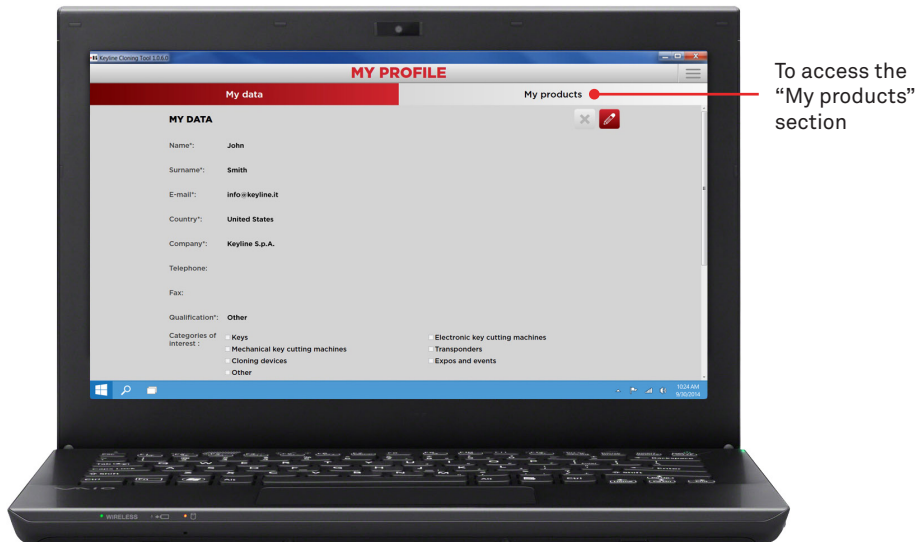 Keyline Cloning Tool 1.0.6.0
MY PROFILE
My data
My products
To access the
“My products”
section
MY DATA
Name*: John
Surname*: Smith
E-mail*: info@keyline.it
Country*: United States
Company*: Keyline S.p.A.
Telephone:
Fax:
Qualification*: Other
Categories of
interest :
Keys
Electronic key cutting machines
Mechanical key cutting machines
Transponders
Cloning devices
Expos and events
Other
10:24 AM
9/30/2014
VAIO
WIRELESS